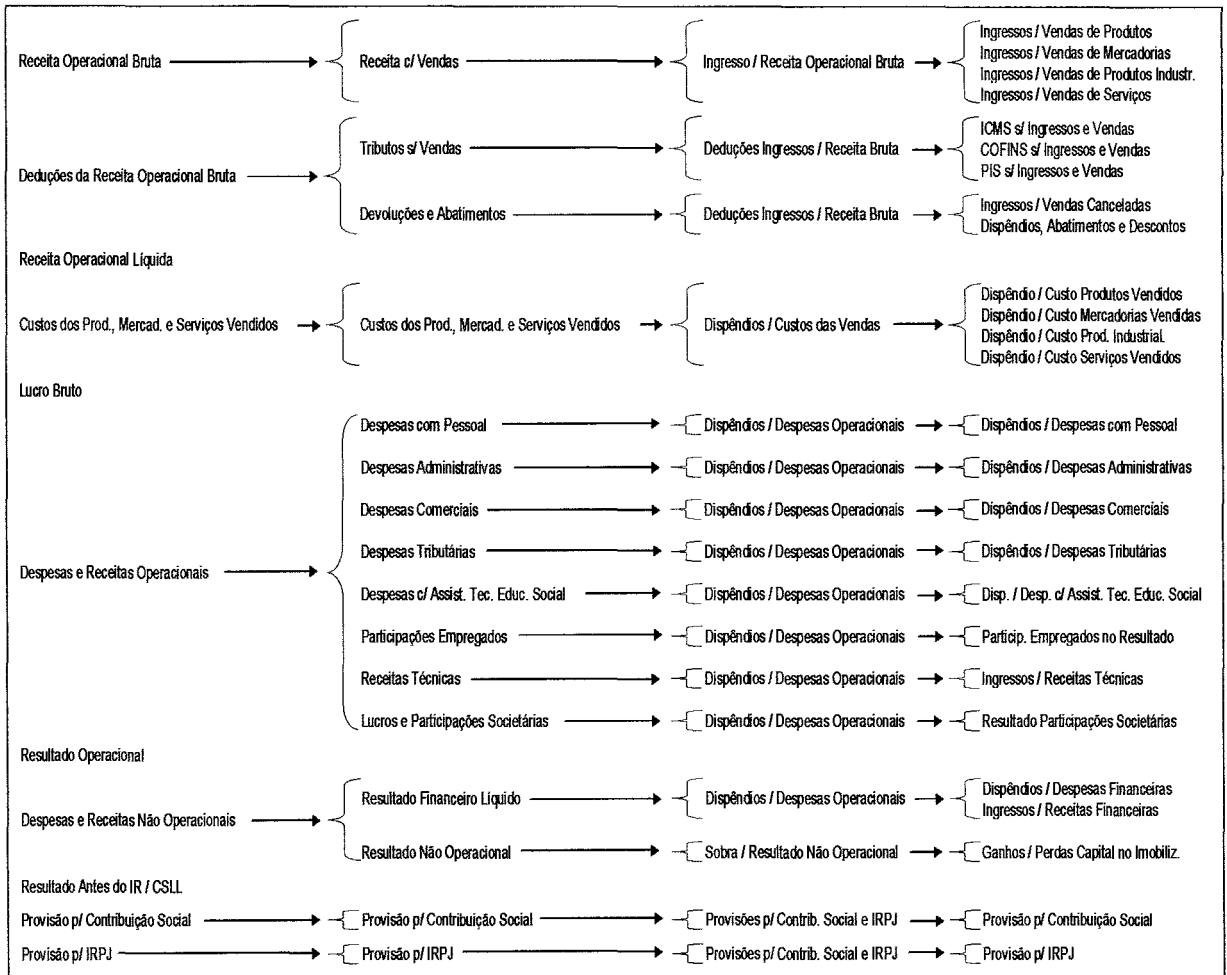 Receita Operacional Bruta
Receita c/ Vendas
Ingresso / Receita Operacional Bruta
Ingressos / Vendas de Produtos
Ingressos / Vendas de Mercadorias
Ingressos / Vendas de Produtos Industr.
Ingressos / Vendas de Serviços
Deduções da Receita Operacional Bruta
Tributos s/ Vendas
Deduções Ingressos / Receita Bruta
ICMS s/ Ingressos e Vendas
COFINS s/ Ingressos e Vendas
PIS s/ Ingressos e Vendas
Devoluções e Abatimentos
Deduções Ingressos / Receita Bruta
Ingressos / Vendas Canceladas
Dispêndios, Abatimentos e Descontos
Receita Operacional Líquida
Custos dos Prod., Mercad. e Serviços Vendidos
Custos dos Prod., Mercad. e Serviços Vendidos
Dispêndios / Custos das Vendas
Dispêndio / Custo Produtos Vendidos
Dispêndio / Custo Mercadorias Vendidas
Dispêndio / Custo Prod. Industrial.
Dispêndio / Custo Serviços Vendidos
Lucro Bruto
Despesas e Receitas Operacionais
Despesas com Pessoal
Dispêndios / Despesas Operacionais
Dispêndios / Despesas com Pessoal
Despesas Administrativas
Dispêndios / Despesas Operacionais
Dispêndios / Despesas Administrativas
Despesas Comerciais
Dispêndios / Despesas Operacionais
Dispêndios / Despesas Comerciais
Despesas Tributárias
Dispêndios / Despesas Operacionais
Dispêndios / Despesas Tributárias
Despesas c/ Assist. Tec. Educ. Social
Dispêndios / Despesas Operacionais
Disp. / Desp. c/ Assist. Tec. Educ. Social
Participações Empregados
Dispêndios / Despesas Operacionais
Particip. Empregados no Resultado
Receitas Técnicas
Dispêndios / Despesas Operacionais
Ingressos / Receitas Técnicas
Lucros e Participações Societárias
Dispêndios / Despesas Operacionais
Resultado Participações Societárias
Resultado Operacional
Despesas e Receitas Não Operacionais
Resultado Financeiro Líquido
Dispêndios / Despesas Operacionais
Dispêndios / Despesas Financeiras
Ingressos / Receitas Financeiras
Resultado Não Operacional
Sobra / Resultado Não Operacional
Ganhos / Perdas Capital no Imobiliz.
Resultado Antes do IR / CSLL
Provisão p/ Contribuição Social
Provisão p/ Contribuição Social
Provisões p/ Contrib. Social e IRPJ
Provisão p/ Contribuição Social
Provisão p/ IRPJ
Provisão p/ IRPJ
Provisões p/ Contrib. Social e IRPJ
Provisão p/ IRPJ